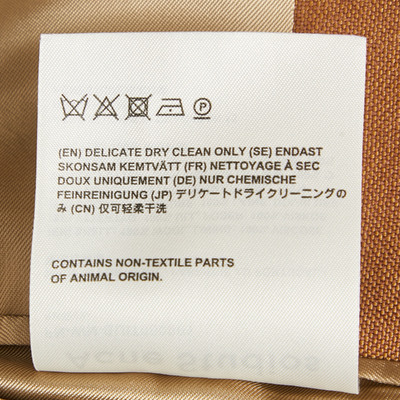 (EN) DELICATE DRY CLEAN ONLY (SE) ENDAST
SKONSAM KEMTVÄTT (FR) NETTOYAGE À SEC
DOUX UNIQUEMENT (DE) NUR CHEMISCHE
FEINREINIGUNG (JP) デリケートドライクリーニングの
み (CN) 仅可轻柔干洗
CONTAINS NON-TEXTILE PARTS
OF ANIMAL ORIGIN.
P
Acne Studios